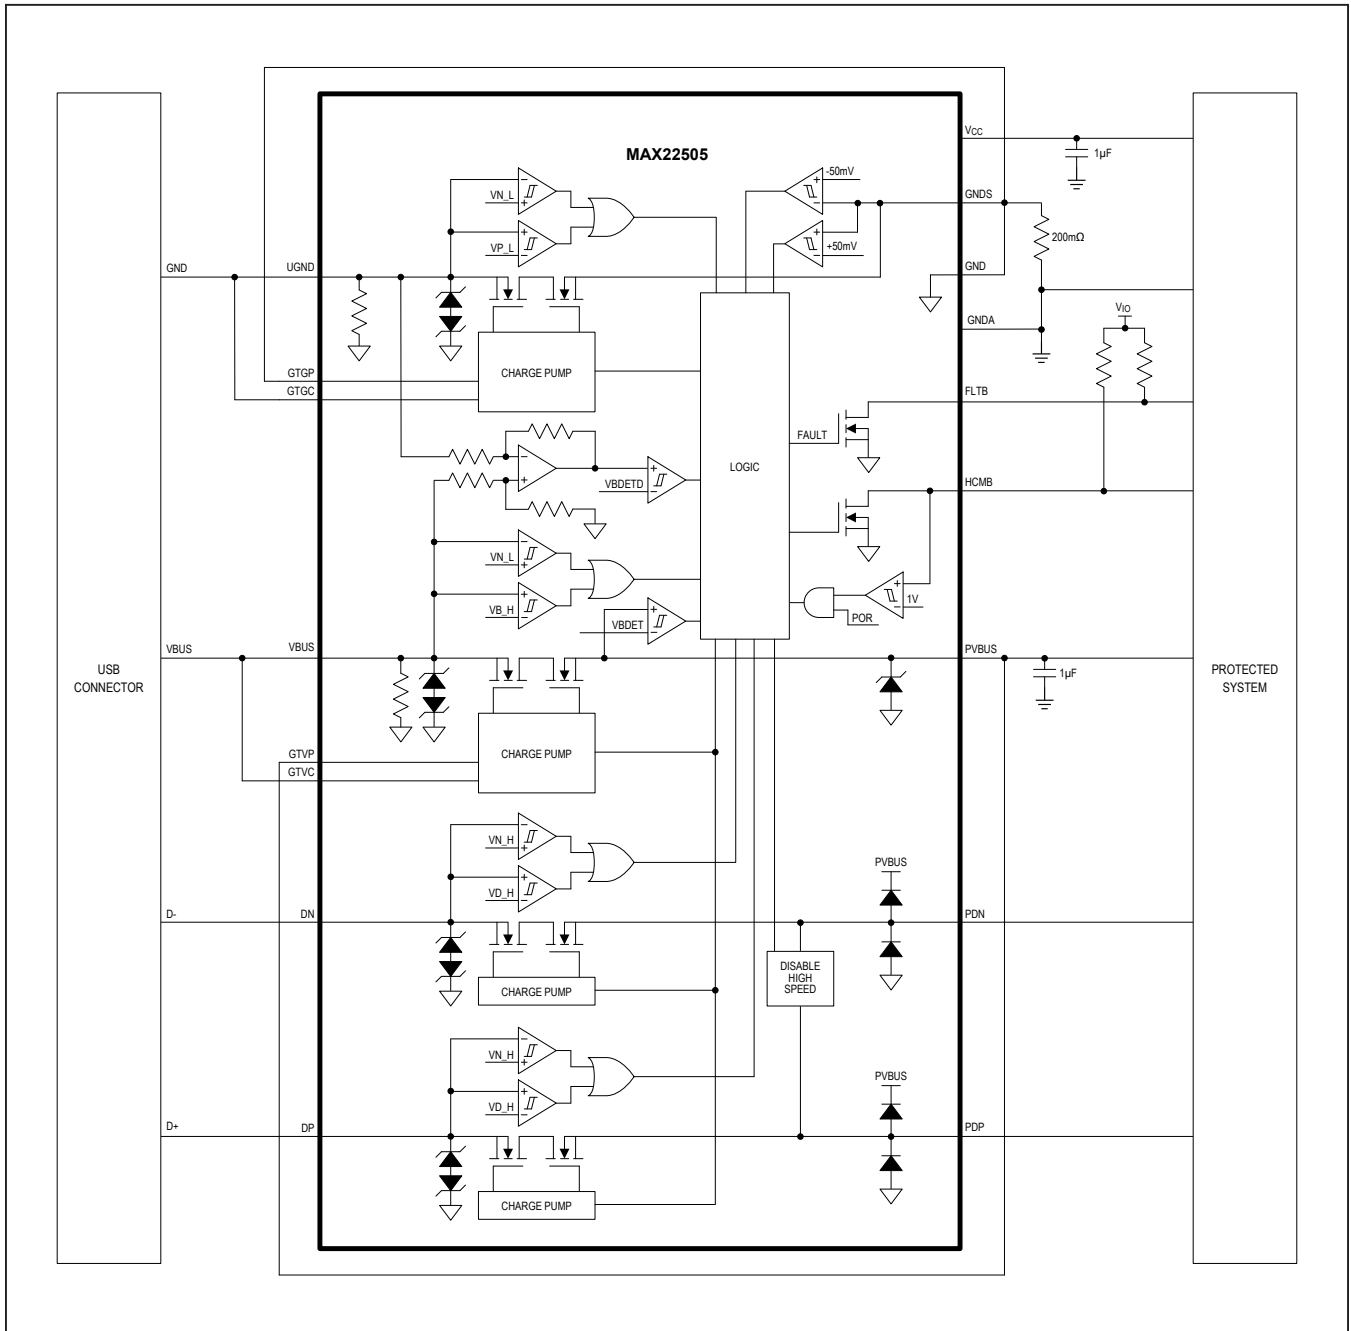 MAX22505
VCC
1µF
-50mV
VN_L
GNDS
200mΩ
VP_L
+50mV
GND
UGND
GND
GNDA
VIO
GTGP
CHARGE PUMP
GTGC
FLTB
FAULT
LOGIC
VBDETD
HCMB
VN_L
VB_H
1V
POR
VBDET
VBUS
VBUS
PVBUS
USB
CONNECTOR
1µF
PROTECTED
SYSTEM
GTVP
CHARGE PUMP
GTVC
VN_H
PVBUS
VD_H
D-
DN
PDN
DISABLE
HIGH
SPEED
CHARGE PUMP
VN_H
PVBUS
VD_H
D+
DP
PDP
CHARGE PUMP